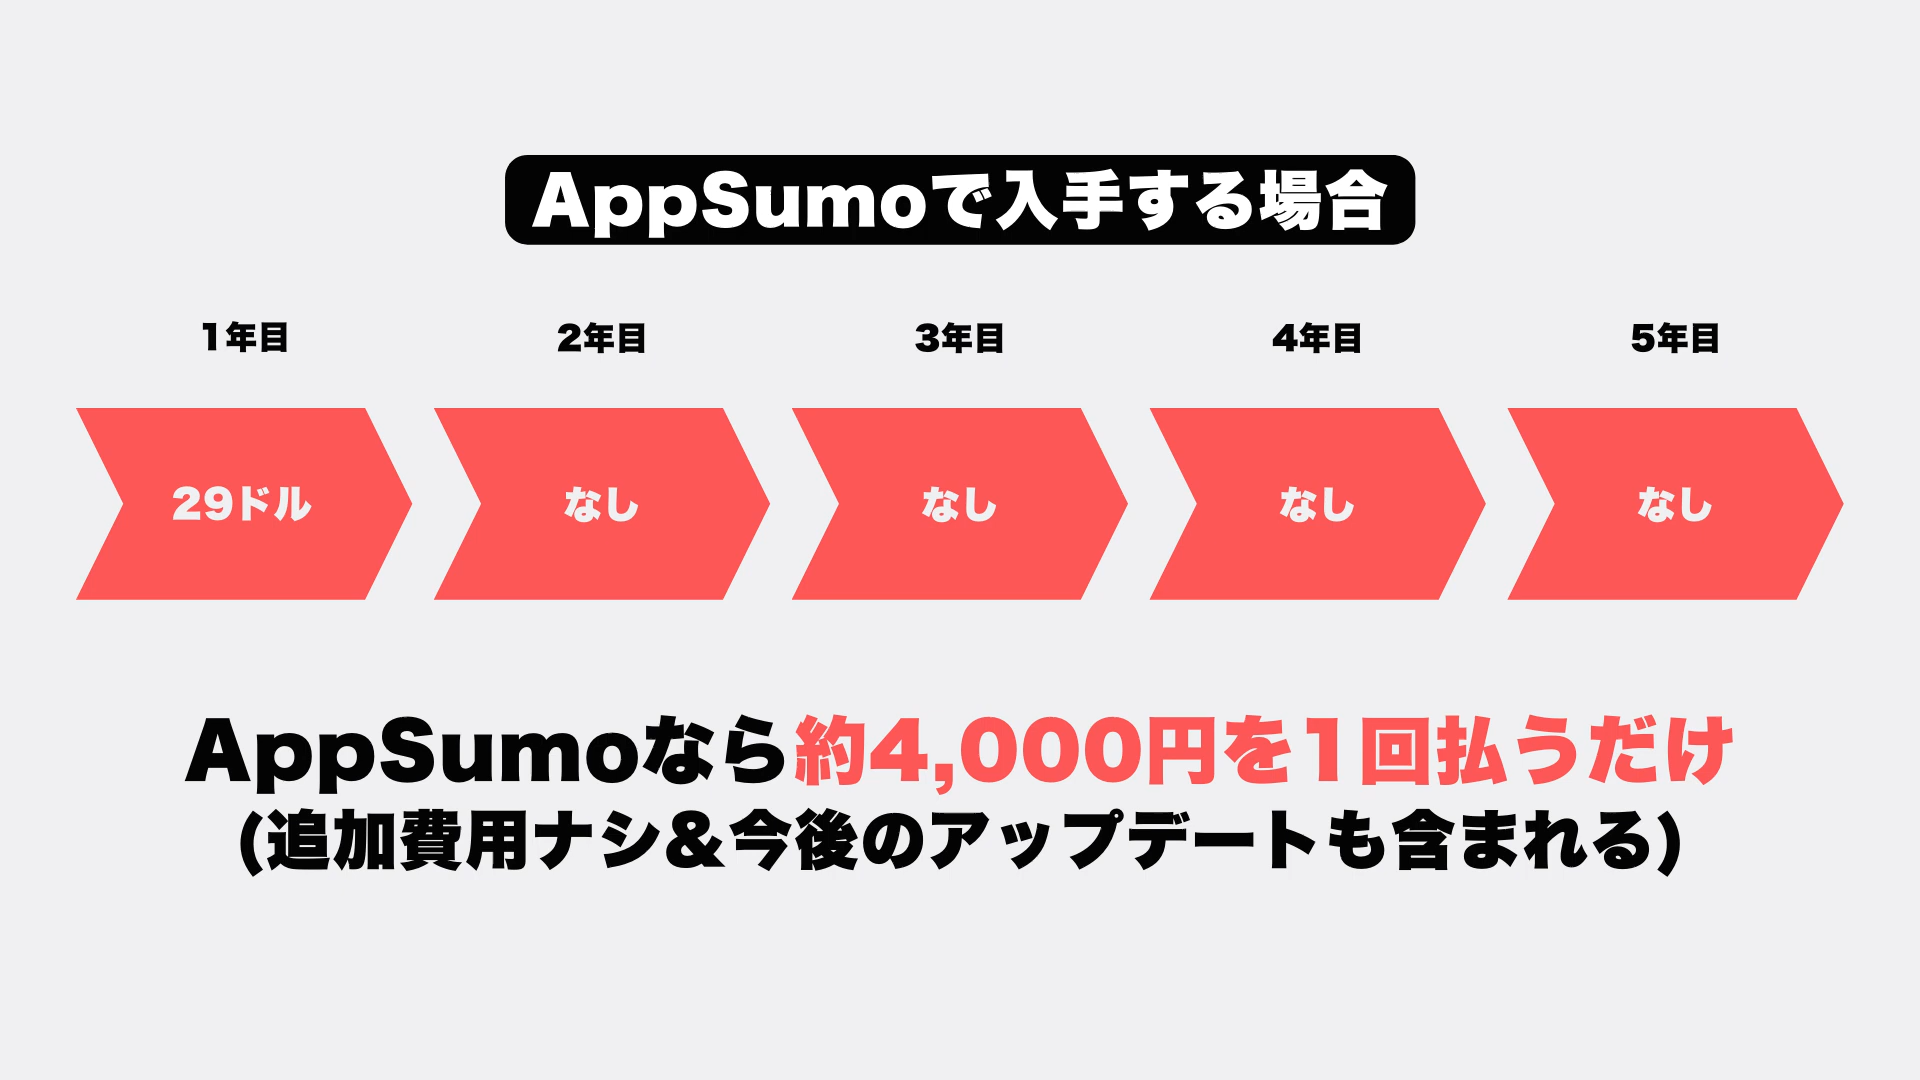 AppSumoで入手する場合
1年目 2年目 3年目 4年目 5年目
29ドル なし なし なし なし
AppSumoなら約4,000円を1回払うだけ
(追加費用ナシ&今後のアップデートも含まれる)